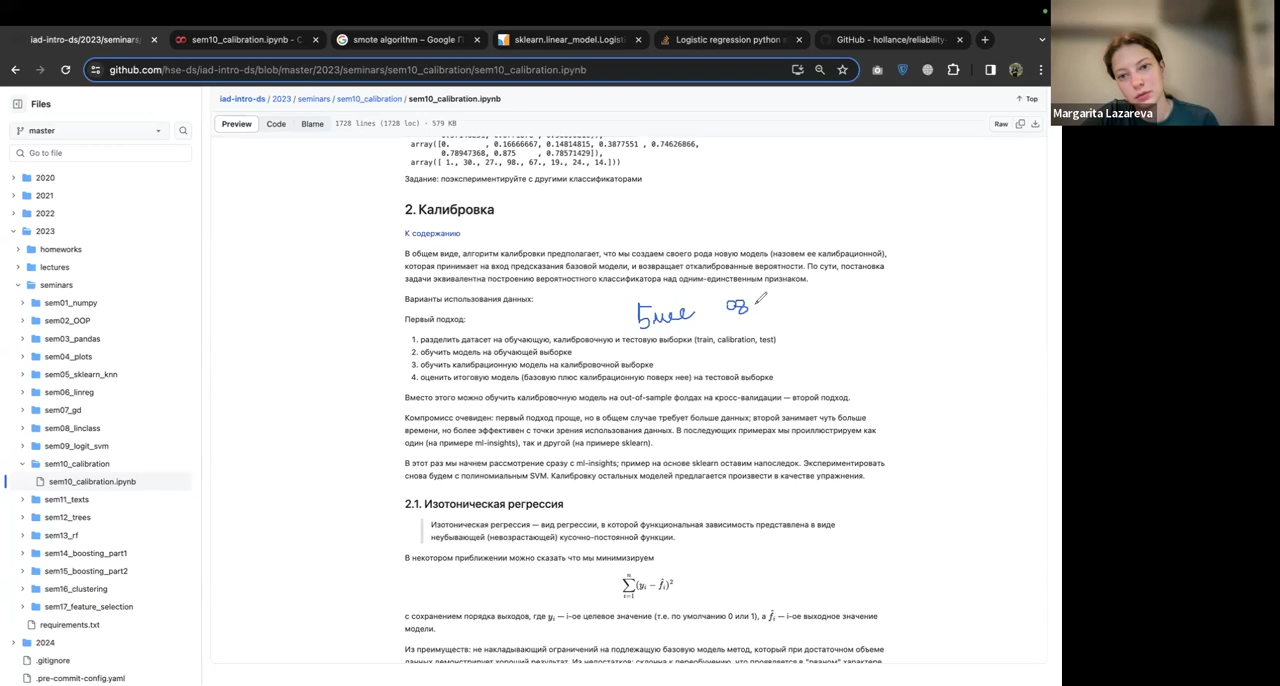 iad-intro-ds/2023/seminars
sem10_calibration.ipynb - C
smote algorithm – Google П
sklearn.linear_model.Logisti
Logistic regression python s
GitHub - hollance/reliability-
github.com/hse-ds/iad-intro-ds/blob/master/2023/seminars/sem10_calibration/sem10_calibration.ipynb
Margarita Lazareva
Files
master
Go to file
2020
2021
2022
2023
homeworks
lectures
seminars
sem01_numpy
sem02_OOP
sem03_pandas
sem04_plots
sem05_sklearn_knn
sem06_linreg
sem07_gd
sem08_linclass
sem09_logit_svm
sem10_calibration
sem10_calibration.ipynb
sem11_texts
sem12_trees
sem13_rf
sem14_boosting_part1
sem15_boosting_part2
sem16_clustering
sem17_feature_selection
requirements.txt
2024
.gitignore
.pre-commit-config.yaml
iad-intro-ds / 2023 / seminars / sem10_calibration / sem10_calibration.ipynb
Top
Preview Code Blame 1728 lines (1728 loc) · 579 KB
Raw
array([0. , 0.16666667, 0.14814815, 0.3877551 , 0.74626866,
0.78947368, 0.875 , 0.78571429]),
array([ 1., 30., 27., 98., 67., 19., 24., 14.]))
Задание: поэкспериментируйте с другими классификаторами
2. Калибровка
К содержанию
В общем виде, алгоритм калибровки предполагает, что мы создаем своего рода новую модель (назовем ее калибрационной),
которая принимает на вход предсказания базовой модели, и возвращает откалиброванные вероятности. По сути, постановка
задачи эквивалентна построению вероятностного классификатора над одним-единственным признаком.
Варианты использования данных:
Первый подход:
1. разделить датасет на обучающую, калибровочную и тестовую выборки (train, calibration, test)
2. обучить модель на обучающей выборке
3. обучить калибрационную модель на калибровочной выборке
4. оценить итоговую модель (базовую плюс калибрационную поверх нее) на тестовой выборке
Вместо этого можно обучить калибровочную модель на out-of-sample фолдах на кросс-валидации — второй подход.
Компромисс очевиден: первый подход проще, но в общем случае требует больше данных; второй занимает чуть больше
времени, но более эффективен с точки зрения использования данных. В последующих примерах мы проиллюстрируем как
один (на примере ml-insights), так и другой (на примере sklearn).
В этот раз мы начнем рассмотрение сразу с ml-insights; пример на основе sklearn оставим напоследок. Экспериментировать
снова будем с полиномиальным SVM. Калибровку остальных моделей предлагается произвести в качестве упражнения.
2.1. Изотоническая регрессия
Изотоническая регрессия — вид регрессии, в которой функциональная зависимость представлена в виде
неубывающей (невозрастающей) кусочно-постоянной функции.
В некотором приближении можно сказать что мы минимизируем
∑ᵢ₌₁ⁿ(yᵢ − f̂ᵢ)²
с сохранением порядка выходов, где yᵢ — i-ое целевое значение (т.е. по умолчанию 0 или 1), а f̂ᵢ — i-ое выходное значение
модели.
Из преимуществ: не накладывающий ограничений на подлежащую базовую модель метод, который при достаточном объеме